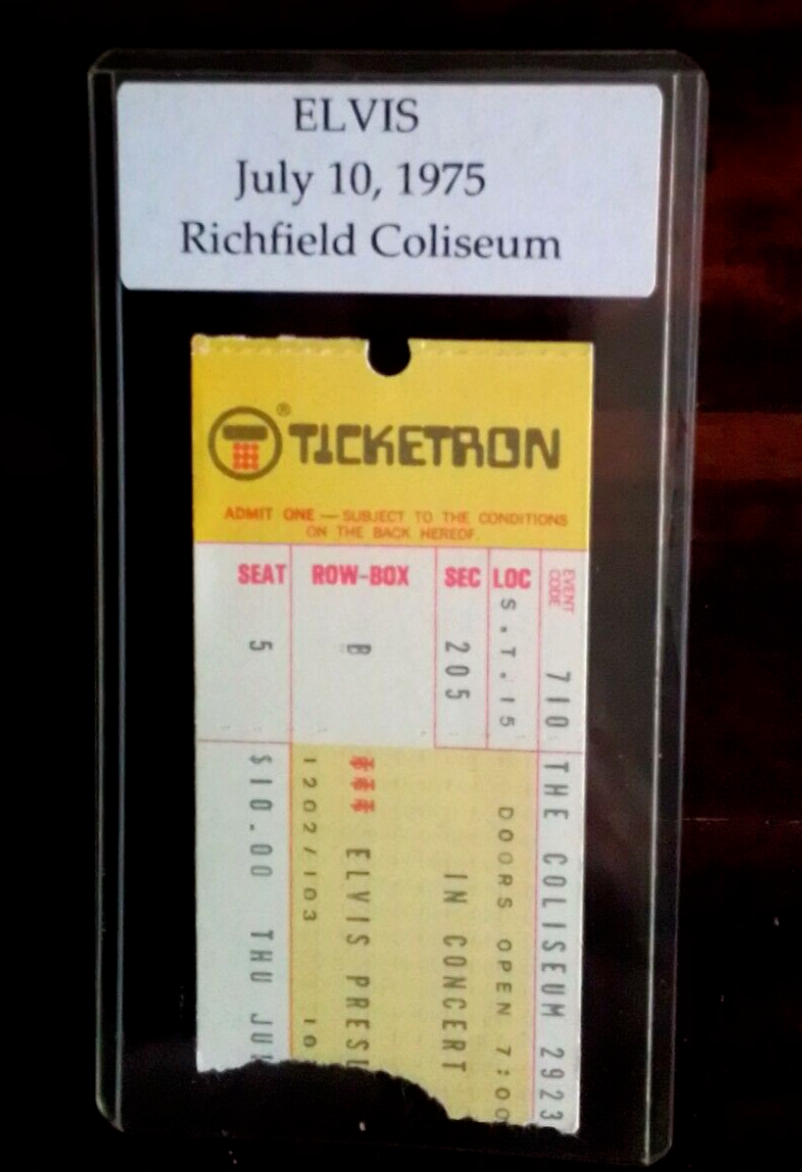 ELVIS
July 10, 1975
Richfield Coliseum
TICKETRON®
ADMIT ONE — SUBJECT TO THE CONDITIONS
ON THE BACK HEREOF.
SEAT ROW-BOX SEC LOC EVENT CODE
710 THE COLISEUM 2923
S.T.15 DOORS OPEN 7:00
205 IN CONCERT
B *** ELVIS PRESL
1202/103 10
5 $10.00 THU JU